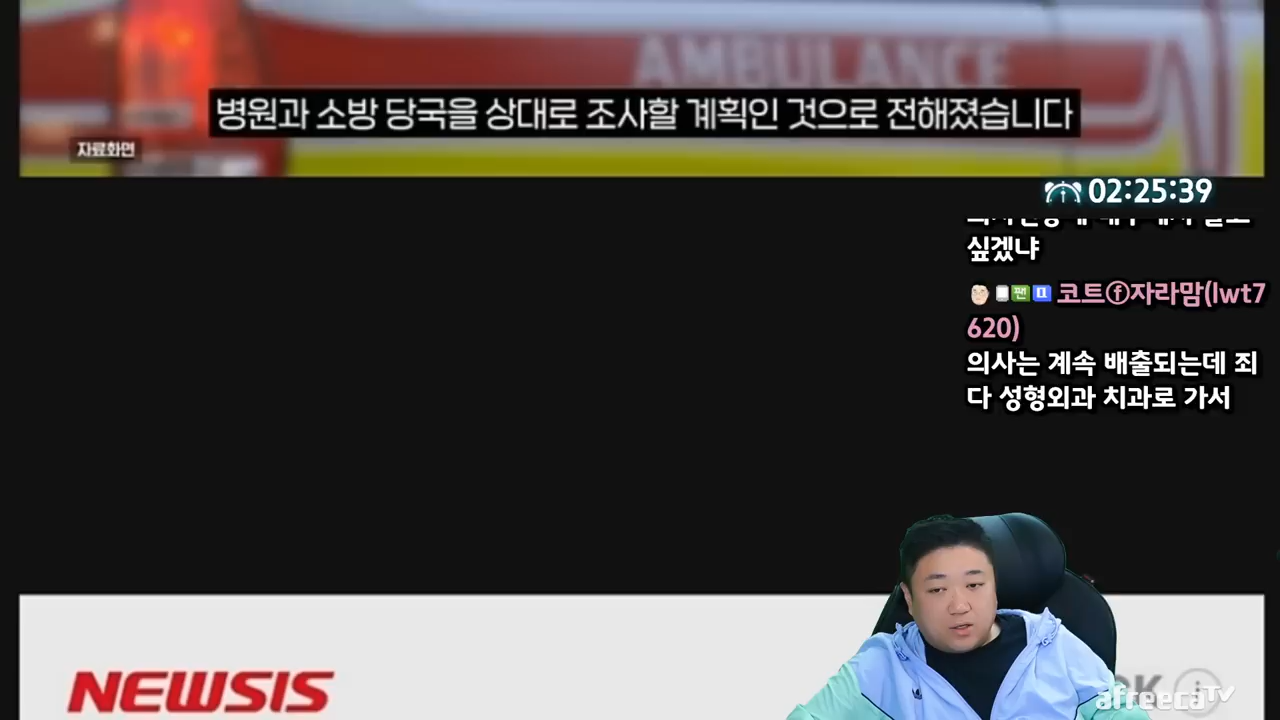 AMBULANCE
병원과 소방 당국을 상대로 조사할 계획인 것으로 전해졌습니다
자료화면
02:25:39
싶겠냐
팬 코트ⓕ자라맘(lwt7
620)
의사는 계속 배출되는데 죄
다 성형외과 치과로 가서
NEWSIS
afreecaTV